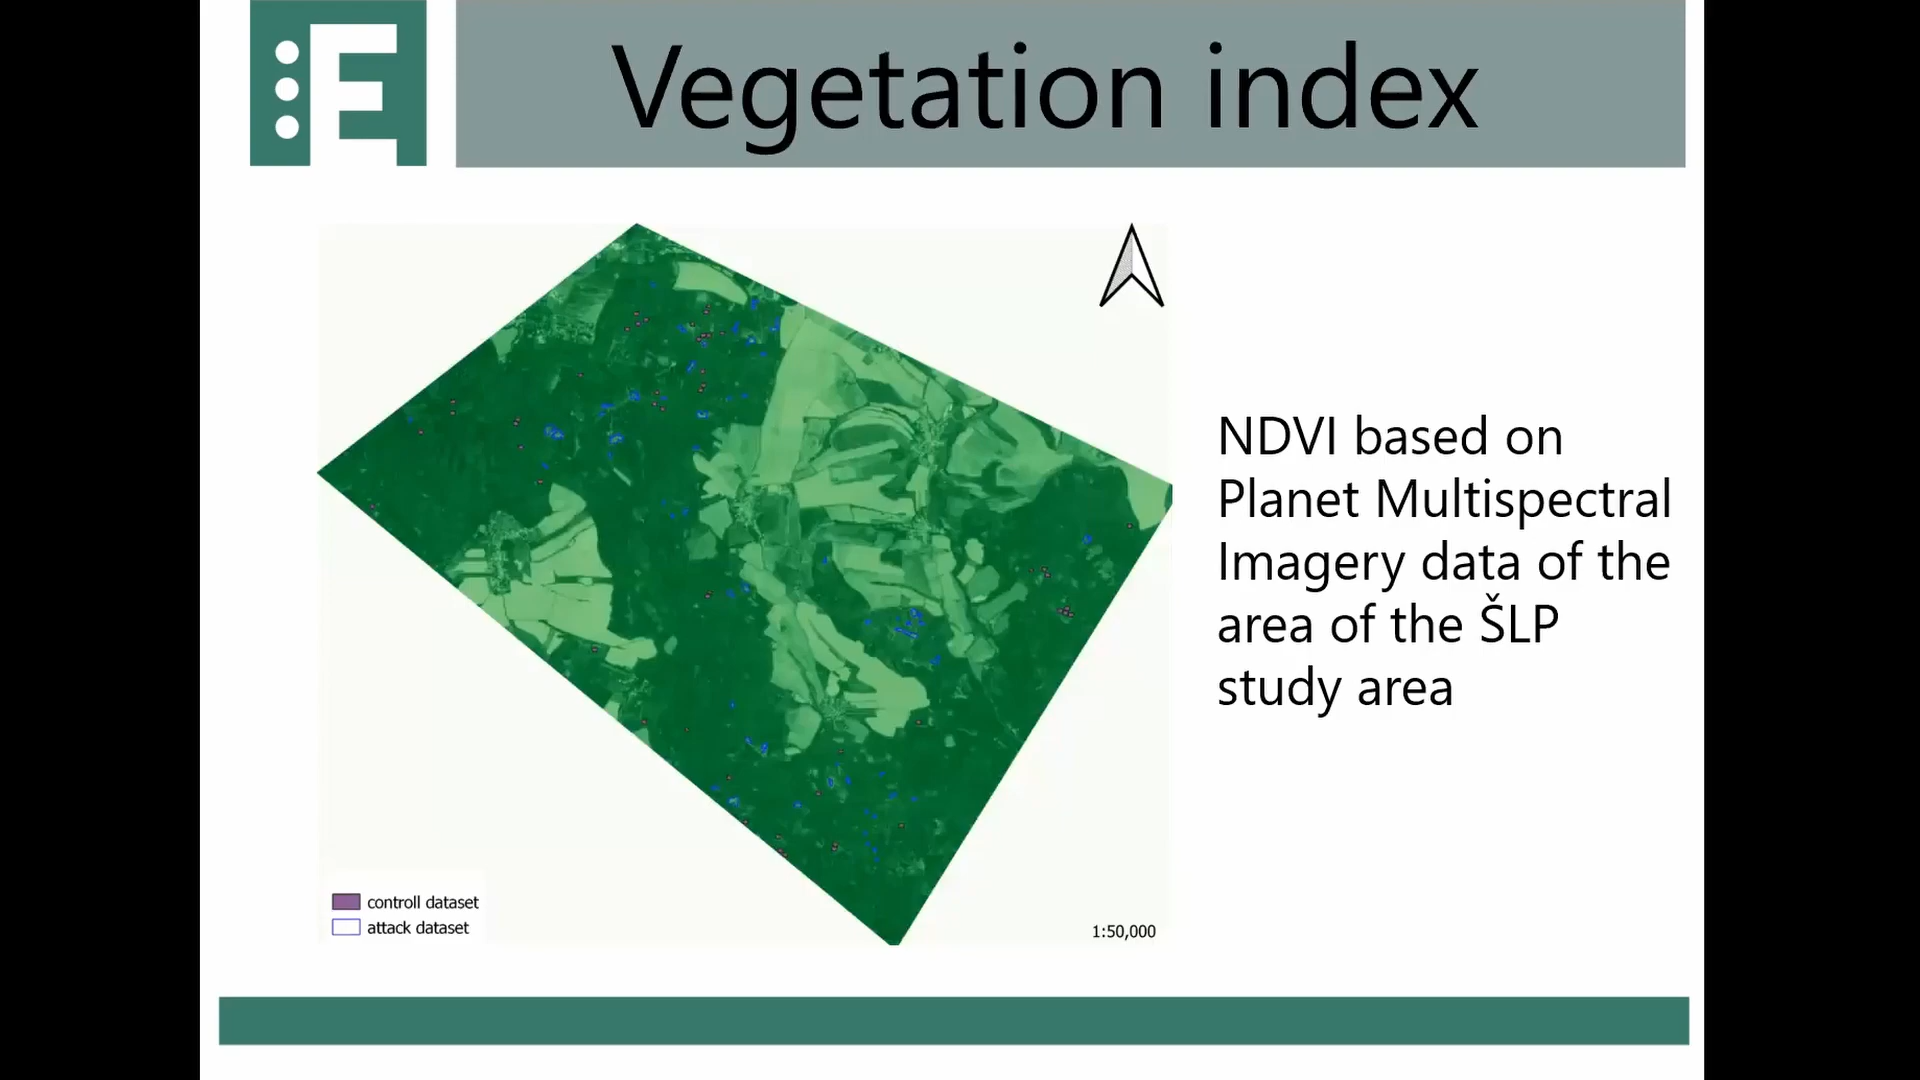 E
Vegetation index
NDVI based on
Planet Multispectral
Imagery data of the
area of the ŠLP
study area
controll dataset
attack dataset
1:50,000